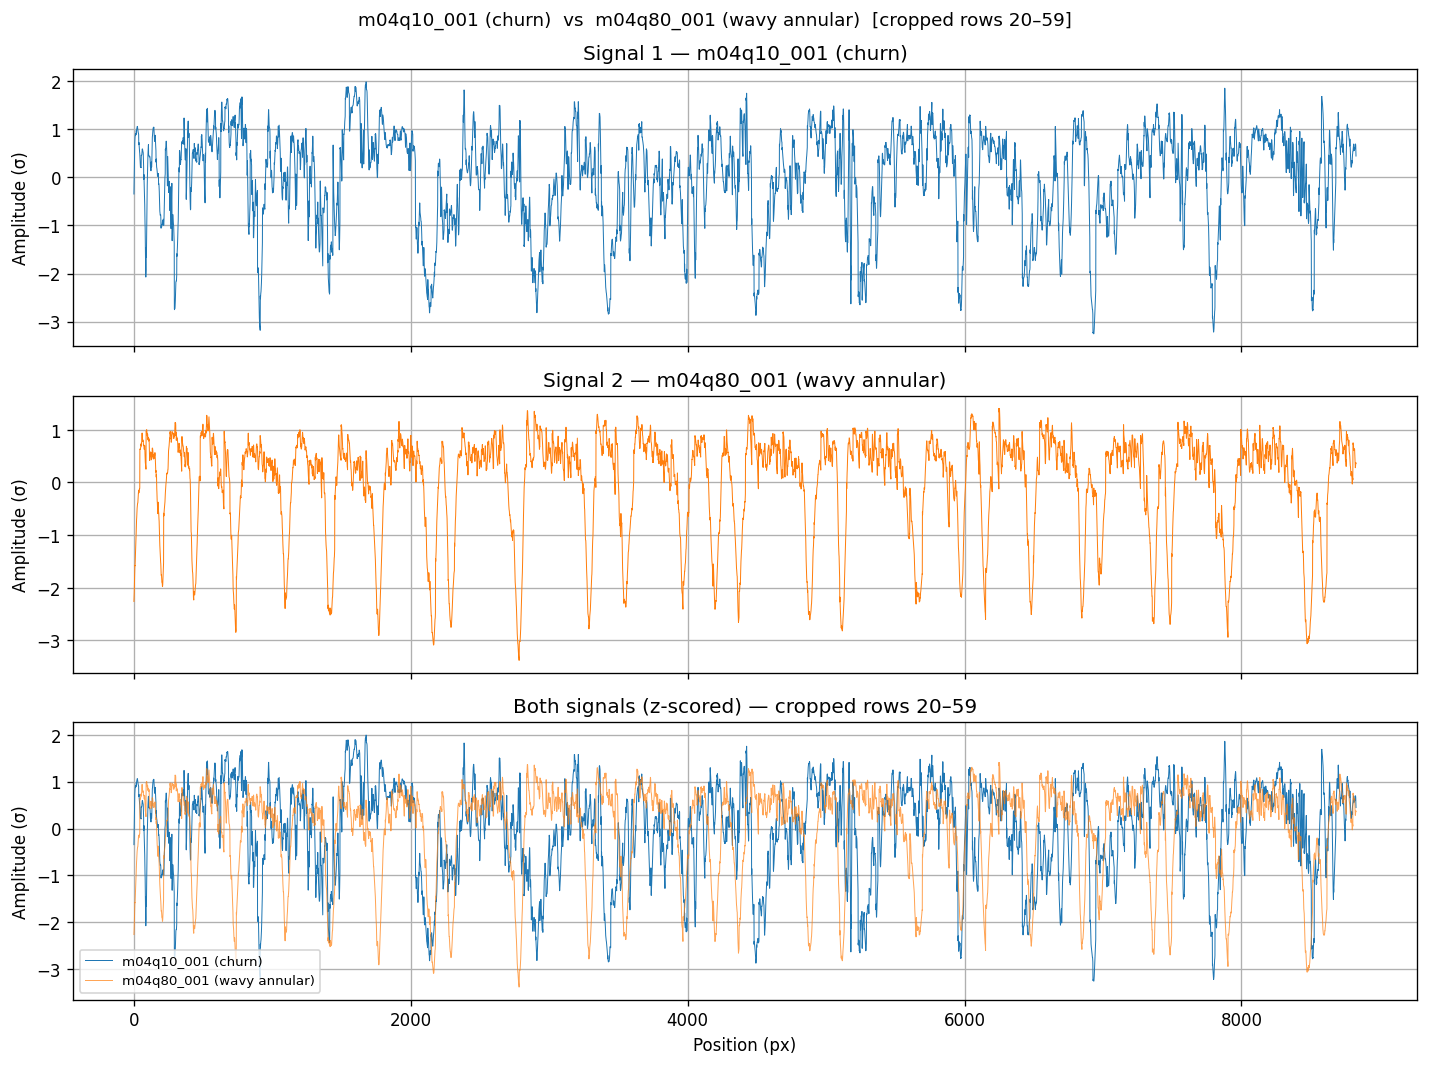 m04q10_001 (churn)  vs  m04q80_001 (wavy annular)  [cropped rows 20–59]
Signal 1 — m04q10_001 (churn)
Amplitude (σ)
2
1
0
−1
−2
−3
Signal 2 — m04q80_001 (wavy annular)
Amplitude (σ)
1
0
−1
−2
−3
Both signals (z-scored) — cropped rows 20–59
Amplitude (σ)
2
1
0
−1
−2
−3
m04q10_001 (churn)
m04q80_001 (wavy annular)
0 2000 4000 6000 8000
Position (px)